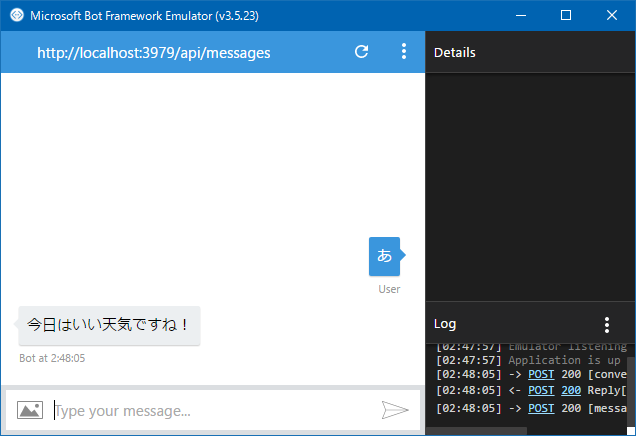 Microsoft Bot Framework Emulator (v3.5.23)
http://localhost:3979/api/messages
Details
あ
User
今日はいい天気ですね！
Bot at 2:48:05
Type your message...
Log
[02:47:57] Emulator listening
[02:47:57] Application is up
[02:48:05] -> POST 200 [conve
[02:48:05] <- POST 200 Reply[
[02:48:05] -> POST 200 [messa